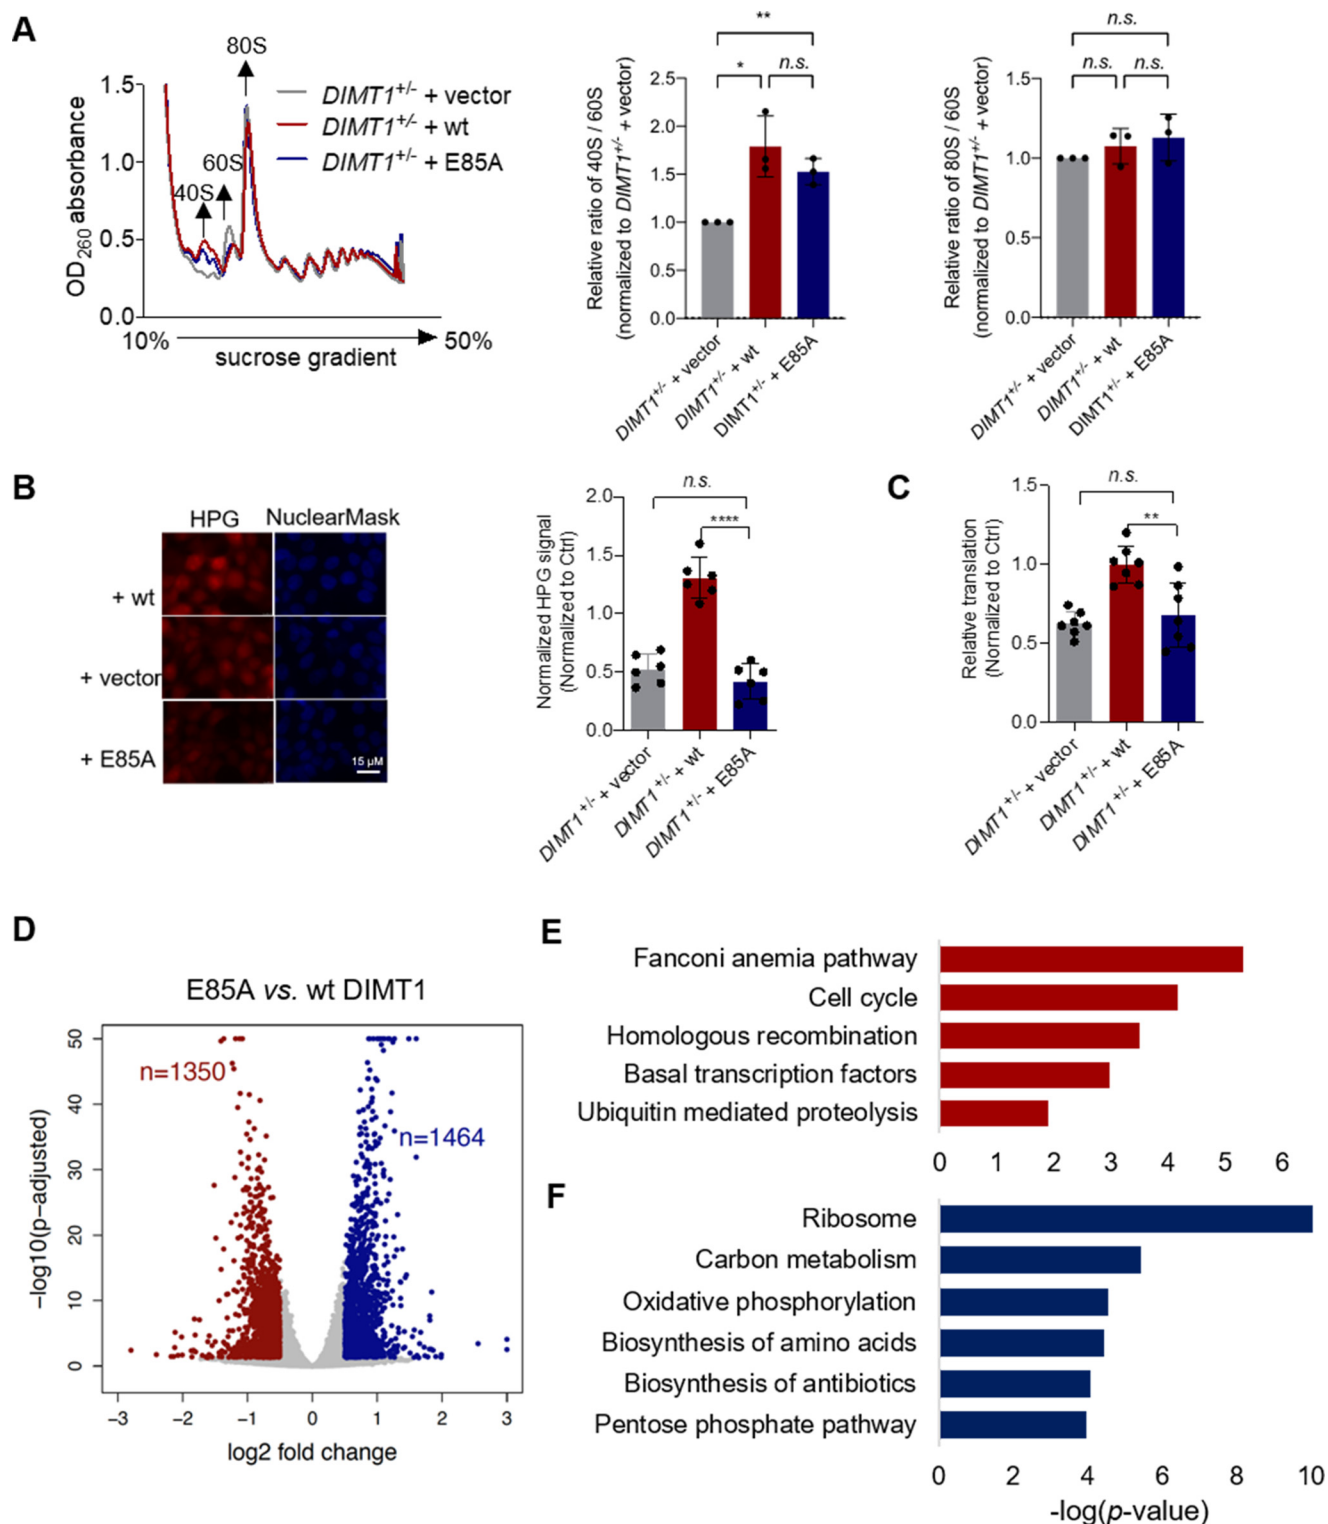 A
80S
60S
40S
OD260 absorbance
1.5
1.0
0.5
0.0
10%
sucrose gradient
50%
DIMT1+/- + vector
DIMT1+/- + wt
DIMT1+/- + E85A
Relative ratio of 40S / 60S
(normalized to DIMT1+/- + vector)
**
*
n.s.
2.5
2.0
1.5
1.0
0.5
0.0
DIMT1+/- + vector
DIMT1+/- + wt
DIMT1+/- + E85A
Relative ratio of 80S / 60S
(normalized to DIMT1+/- + vector)
n.s.
n.s.
n.s.
1.5
1.0
0.5
0.0
DIMT1+/- + vector
DIMT1+/- + wt
DIMT1+/- + E85A
B
HPG
NuclearMask
+ wt
+ vector
+ E85A
15 µM
Normalized HPG signal
(Normalized to Ctrl)
n.s.
****
2.0
1.5
1.0
0.5
0.0
DIMT1+/- + vector
DIMT1+/- + wt
DIMT1+/- + E85A
C
Relative translation
(Normalized to Ctrl)
n.s.
**
1.5
1.0
0.5
0.0
DIMT1+/- + vector
DIMT1+/- + wt
DIMT1+/- + E85A
D
E85A vs. wt DIMT1
n=1350
n=1464
−log10(p−adjusted)
50
40
30
20
10
0
−3
−2
−1
0
1
2
3
log2 fold change
E
Fanconi anemia pathway
Cell cycle
Homologous recombination
Basal transcription factors
Ubiquitin mediated proteolysis
0 1 2 3 4 5 6
F
Ribosome
Carbon metabolism
Oxidative phosphorylation
Biosynthesis of amino acids
Biosynthesis of antibiotics
Pentose phosphate pathway
0 2 4 6 8 10
-log(p-value)